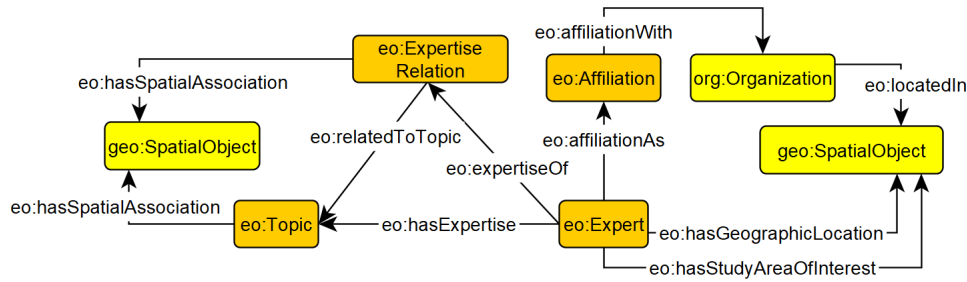 eo:affiliationWith
eo:Expertise
Relation
eo:hasSpatialAssociation
eo:Affiliation
org:Organization
eo:locatedIn
eo:relatedToTopic
eo:affiliationAs
geo:SpatialObject
geo:SpatialObject
eo:expertiseOf
eo:hasSpatialAssociation
eo:Topic
eo:hasExpertise
eo:Expert
eo:hasGeographicLocation
eo:hasStudyAreaOfInterest